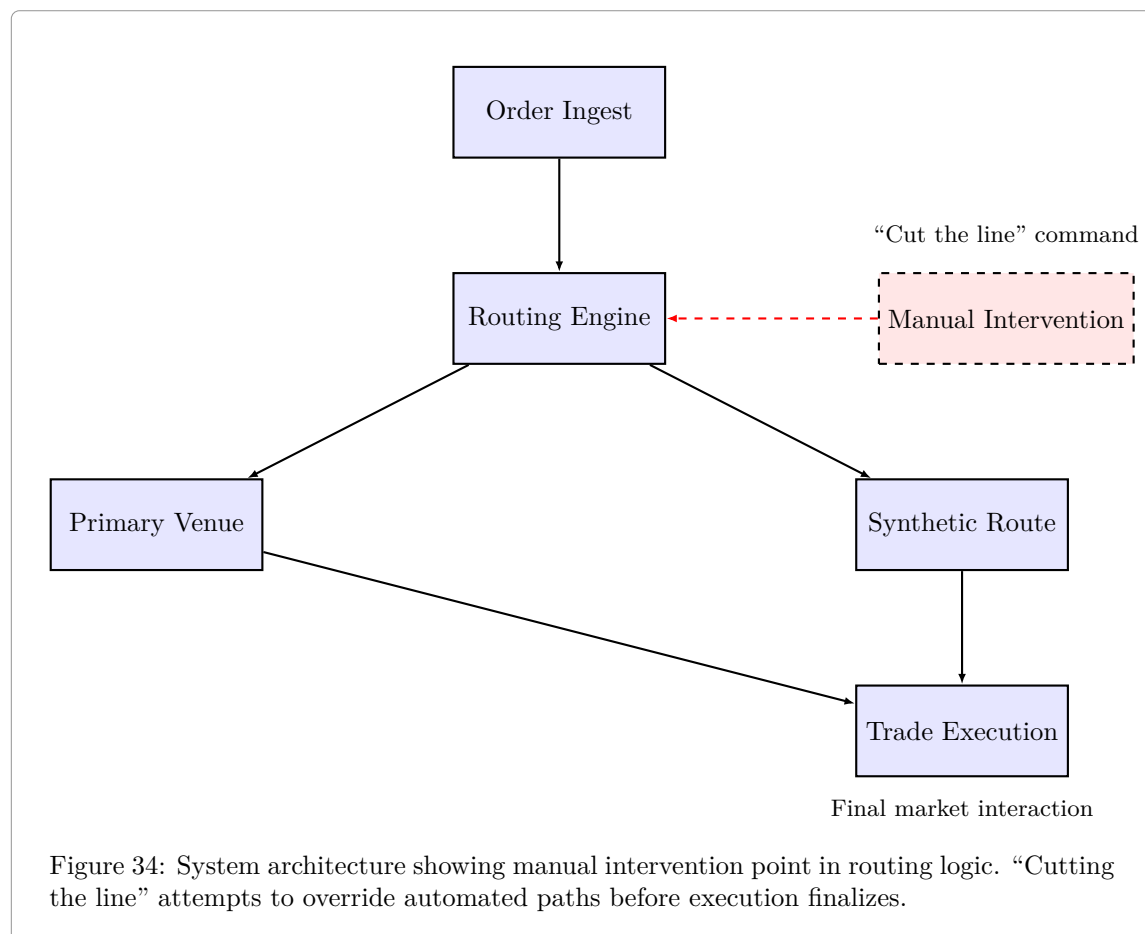 Order Ingest
“Cut the line” command
Routing Engine
Manual Intervention
Primary Venue
Synthetic Route
Trade Execution
Final market interaction
Figure 34: System architecture showing manual intervention point in routing logic. “Cutting
the line” attempts to override automated paths before execution finalizes.